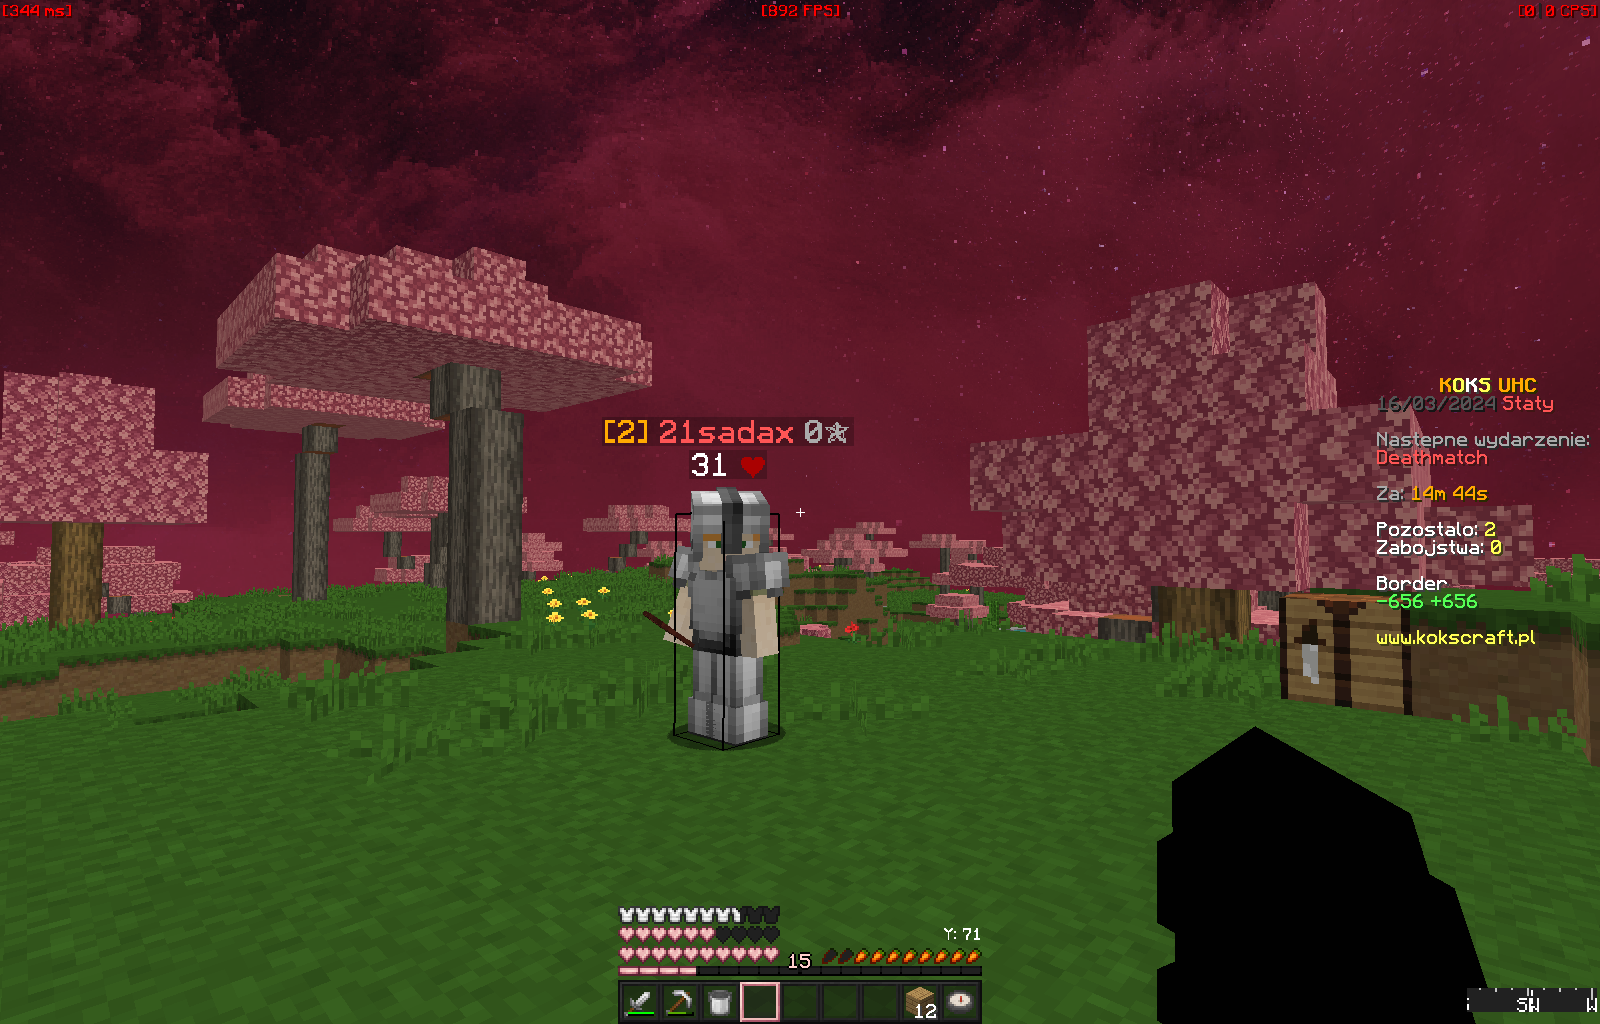 [344 ms]
[892 FPS]
[0 | 0 CPS]
[2] 21sadax 0
31
KOKS UHC
16/03/2024 Staty
Nastepne wydarzenie:
Deathmatch
Za: 14m 44s
Pozostalo: 2
Zabojstwa: 0
Border
-656 +656
www.kokscraft.pl
Y: 71
15
12
SW
W